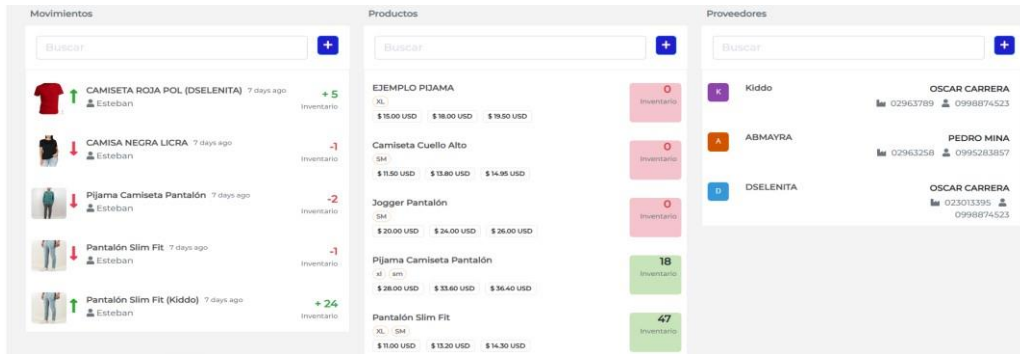 Movimientos
Buscar
+
CAMISETA ROJA POL (DSELENITA) 7 days ago
+ 5
Esteban
Inventario
CAMISA NEGRA LICRA 7 days ago
-1
Esteban
Inventario
Pijama Camiseta Pantalón 7 days ago
-2
Esteban
Inventario
Pantalón Slim Fit 7 days ago
-1
Esteban
Inventario
Pantalón Slim Fit (Kiddo) 7 days ago
+ 24
Esteban
Inventario
Productos
Buscar
+
EJEMPLO PIJAMA
0
XL
Inventario
$ 15.00 USD $ 18.00 USD $ 19.50 USD
Camiseta Cuello Alto
0
SM
Inventario
$ 11.50 USD $ 13.80 USD $ 14.95 USD
Jogger Pantalón
0
SM
Inventario
$ 20.00 USD $ 24.00 USD $ 26.00 USD
Pijama Camiseta Pantalón
18
xl sm
Inventario
$ 28.00 USD $ 33.60 USD $ 36.40 USD
Pantalón Slim Fit
47
XL SM
Inventario
$ 11.00 USD $ 13.20 USD $ 14.30 USD
Proveedores
Buscar
+
K Kiddo OSCAR CARRERA
02963789 0998874523
A ABMAYRA PEDRO MINA
02963258 0995283857
D DSELENITA OSCAR CARRERA
023013395
0998874523